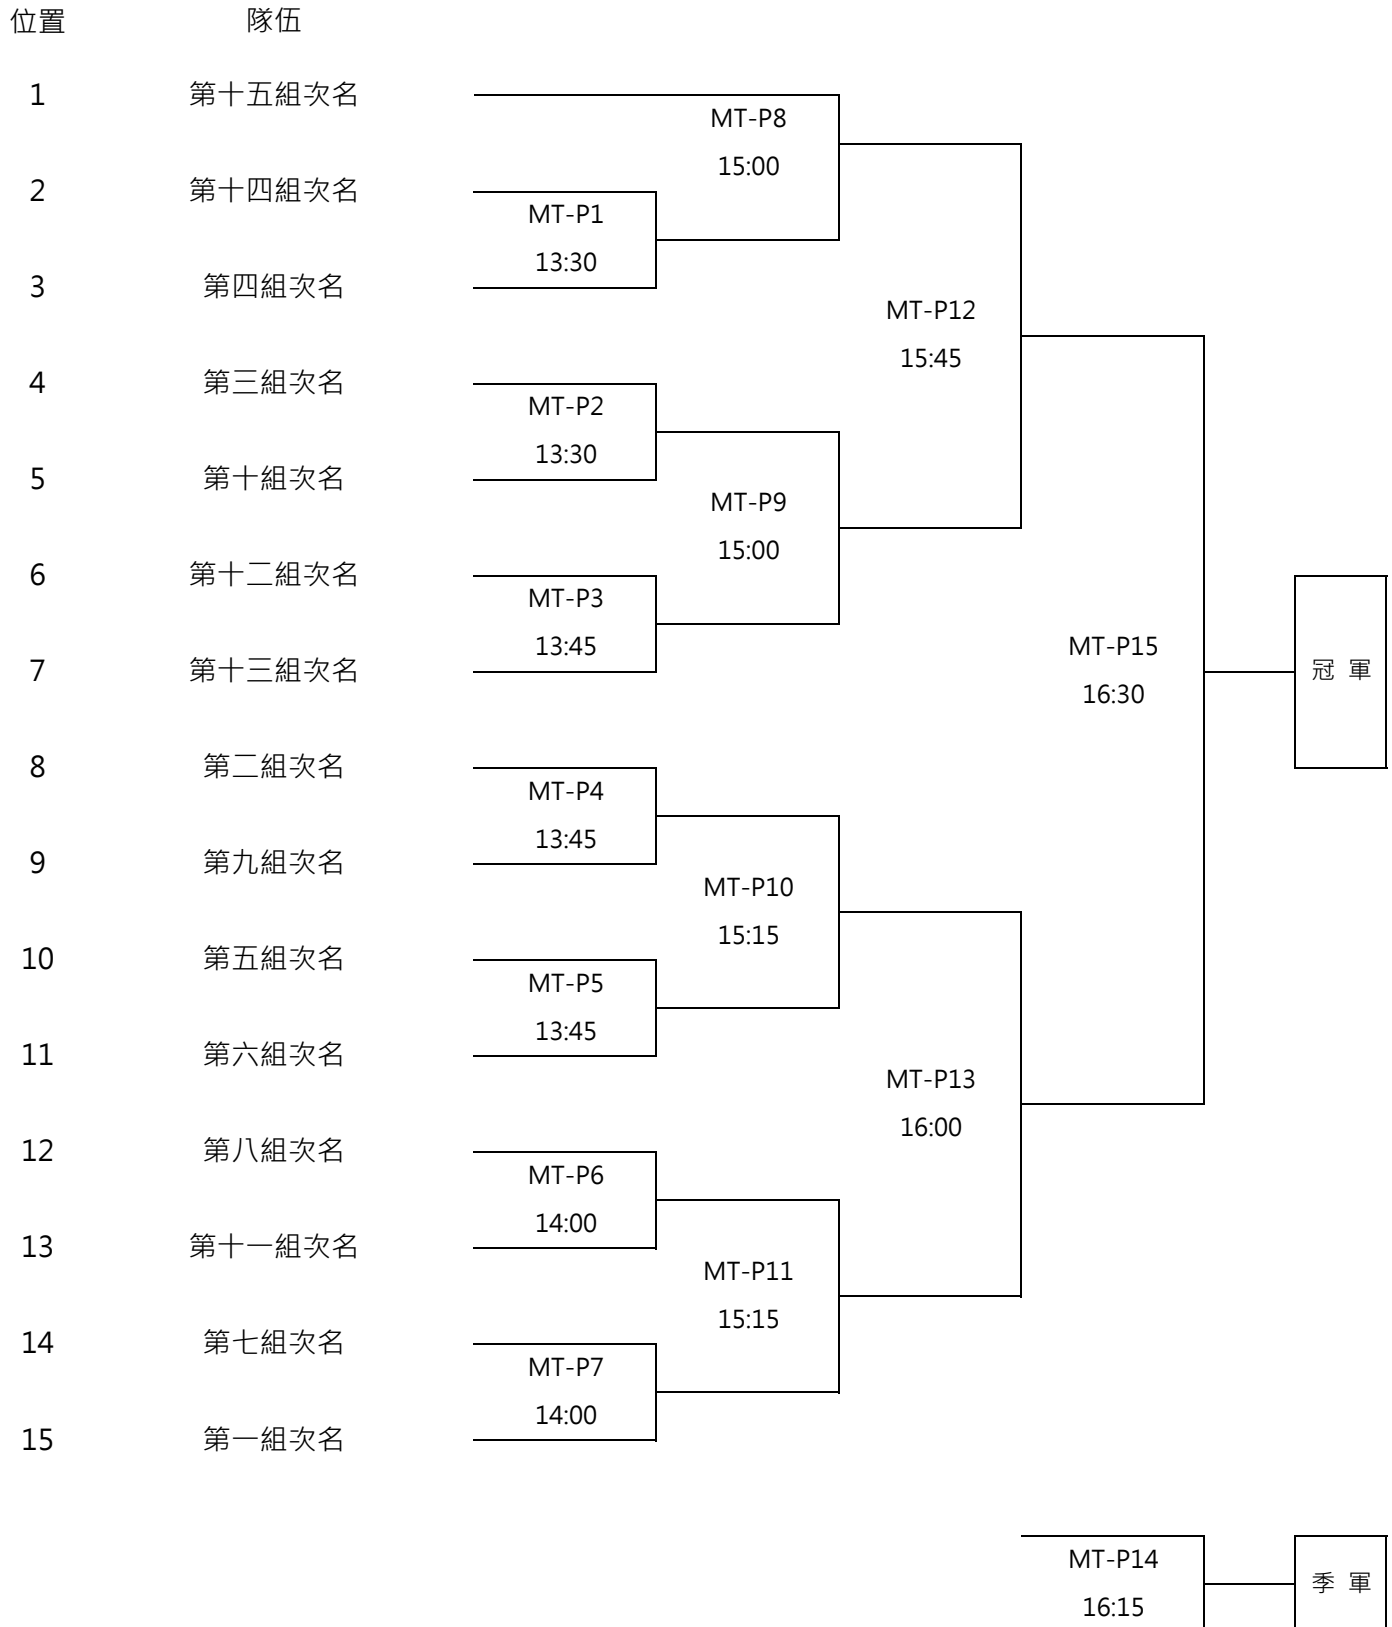 位置 隊伍
1 第十五組次名
MT-P8
15:00
2 第十四組次名
MT-P1
13:30
3 第四組次名
MT-P12
15:45
4 第三組次名
MT-P2
13:30
5 第十組次名
MT-P9
15:00
6 第十二組次名
MT-P3
13:45
7 第十三組次名
MT-P15
16:30
冠 軍
8 第二組次名
MT-P4
13:45
9 第九組次名
MT-P10
15:15
10 第五組次名
MT-P5
13:45
11 第六組次名
MT-P13
16:00
12 第八組次名
MT-P6
14:00
13 第十一組次名
MT-P11
15:15
14 第七組次名
MT-P7
14:00
15 第一組次名
MT-P14
16:15
季 軍